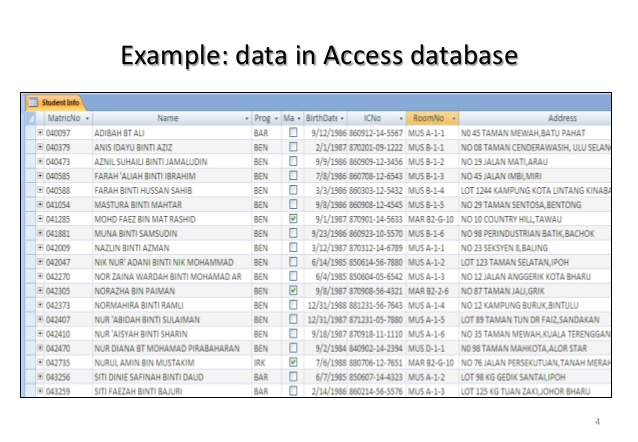 Example: data in Access database
Student Info
MatricNo Name Prog Ma BirthDate ICNo RoomNo Address
040097 ADIBAH BT ALI BAR 9/12/1986 860912-14-5567 MUS A-1-1 NO 45 TAMAN MEWAH,BATU PAHAT
040379 ANIS IDAYU BINTI AZIZ BEN 2/1/1987 870201-09-1222 MUS B-1-1 NO 08 TAMAN CENDERAWASIH, ULU SELAN
040473 AZNIL SUHAILI BINTI JAMALUDIN BEN 9/9/1986 860909-12-3456 MUS B-1-2 NO 19 JALAN MATI,ARAU
040585 FARAH 'ALIAH BINTI IBRAHIM BEN 7/8/1986 860708-12-6543 MUS B-1-3 NO 45 JALAN IMBI,MIRI
040588 FARAH BINTI HUSSAN SAHIB BEN 3/3/1986 860303-12-5432 MUS B-1-4 LOT 1244 KAMPUNG KOTA LINTANG KINABA
041054 MASTURA BINTI MAHTAR BEN 9/8/1986 860908-12-4545 MUS B-1-5 NO 29 TAMAN SENTOSA,BENTONG
041285 MOHD FAEZ BIN MAT RASHID BEN 9/1/1987 870901-14-5633 MAR B2-G-10 NO 10 COUNTRY HILL,TAWAU
041881 MUNA BINTI SAMSUDIN BEN 9/23/1986 860923-10-5570 MUS B-1-6 NO 98 PERINDUSTRIAN BATIK,BACHOK
042009 NAZLIN BINTI AZMAN BEN 3/12/1987 870312-14-6789 MUS A-1-1 NO 23 SEKSYEN 8,BALING
042047 NIK NUR' ADANI BINTI NIK MOHAMMAD BEN 6/14/1985 850614-56-7880 MUS A-1-2 LOT 123 TAMAN SELATAN,IPOH
042270 NOR ZAINA WARDAH BINTI MOHAMAD AR BEN 6/4/1985 850604-05-6542 MUS A-1-3 NO 12 JALAN ANGGERIK KOTA BHARU
042305 NORAZHA BIN PAIMAN BEN 9/8/1987 870908-56-4321 MAR B2-2-6 NO 87 TAMAN JALI,GRIK
042373 NORMAHIRA BINTI RAMLI BEN 12/31/1988 881231-56-7643 MUS A-1-4 NO 12 KAMPUNG BURUK,BINTULU
042407 NUR 'ABIDAH BINTI SULAIMAN BEN 12/31/1987 871231-05-7880 MUS A-1-5 LOT 89 TAMAN TUN DR FAIZ,SANDAKAN
042410 NUR 'AISYAH BINTI SHARIN BEN 9/18/1987 870918-11-1110 MUS A-1-6 NO 35 TAMAN MEWAH,KUALA TERENGGAN
042470 NUR DIANA BT MOHAMAD PIRABAHARAN BEN 9/2/1984 840902-14-2394 MUS D-1-1 NO 98 TAMAN MAHKOTA,ALOR STAR
042735 NURUL AMIN BIN MUSTAKIM IRK 7/6/1988 880706-12-7651 MAR B2-G-10 NO 76 JALAN PERSEKUTUAN,TANAH MERAH
043256 SITI DINIE SAFINAH BINTI DAUD BAR 6/7/1985 850607-14-4323 MUS A-1-2 LOT 98 KG GEDIK SANTAI,IPOH
043259 SITI FAEZAH BINTI BAJURI BAR 2/14/1986 860214-56-5576 MUS A-1-3 LOT 125 KG TUAN ZAKI,JOHOR BHARU
4